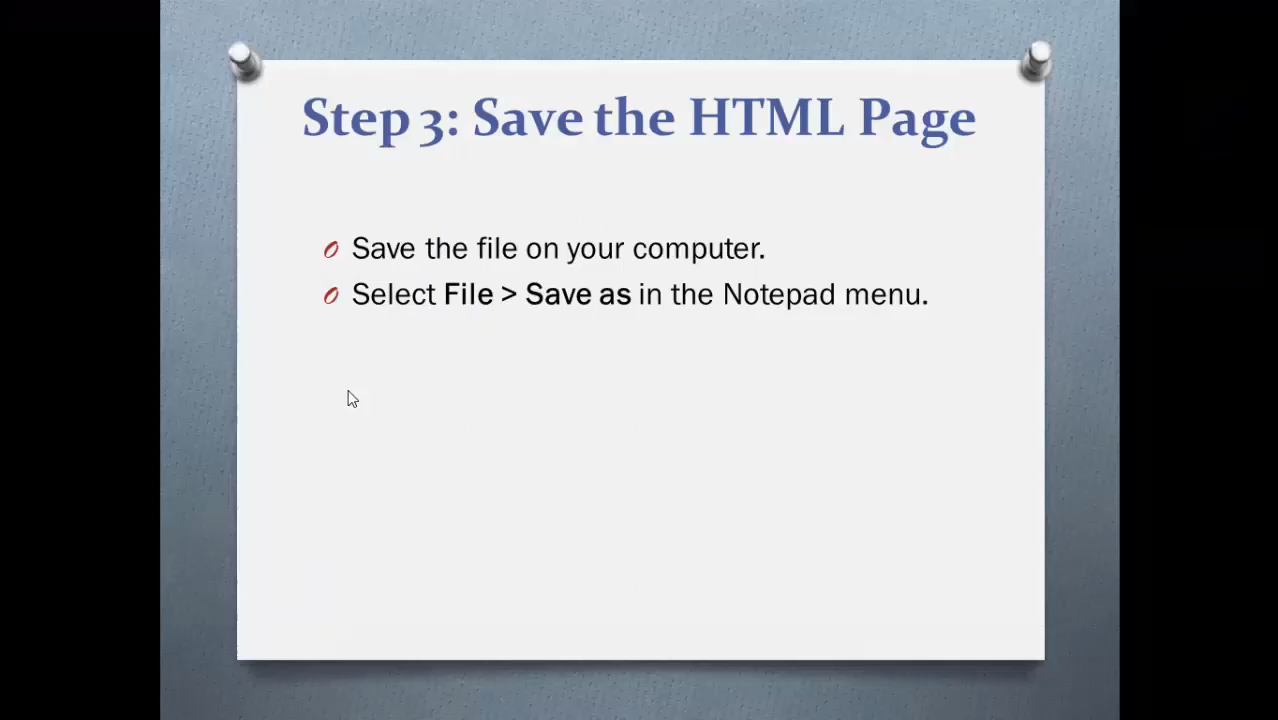 Step 3: Save the HTML Page
Save the file on your computer.
Select File > Save as in the Notepad menu.